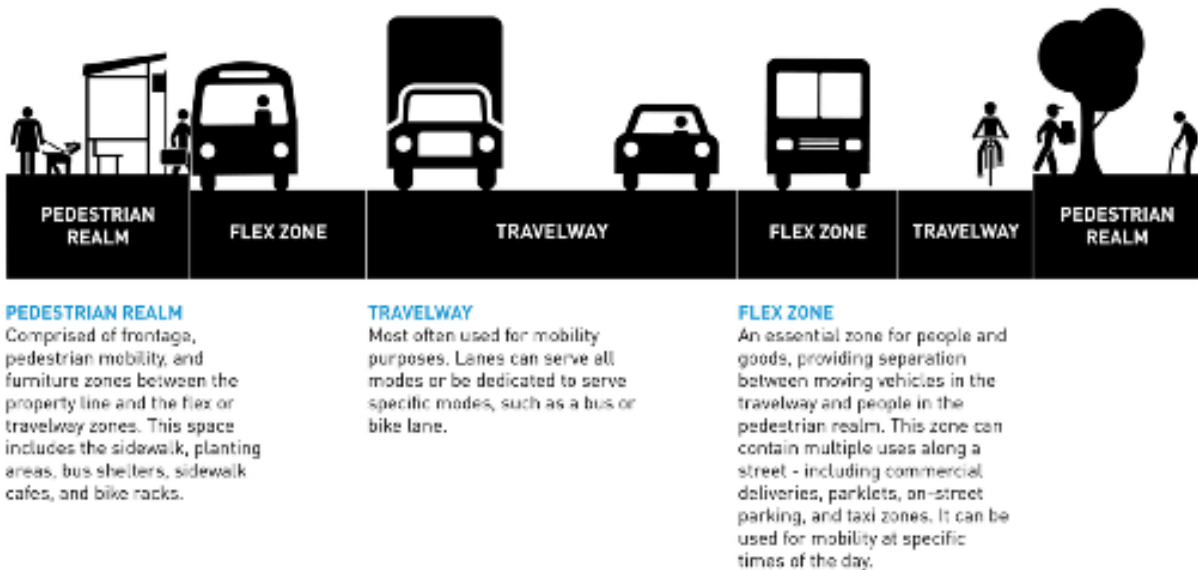 PEDESTRIAN
REALM
FLEX ZONE
TRAVELWAY
FLEX ZONE
TRAVELWAY
PEDESTRIAN
REALM
PEDESTRIAN REALM
Comprised of frontage,
pedestrian mobility, and
furniture zones between the
property line and the flex or
travelway zones. This space
includes the sidewalk, planting
areas, bus shelters, sidewalk
cafes, and bike racks.
TRAVELWAY
Most often used for mobility
purposes. Lanes can serve all
modes or be dedicated to serve
specific modes, such as a bus or
bike lane.
FLEX ZONE
An essential zone for people and
goods, providing separation
between moving vehicles in the
travelway and people in the
pedestrian realm. This zone can
contain multiple uses along a
street - including commercial
deliveries, parklets, on-street
parking, and taxi zones. It can be
used for mobility at specific
times of the day.